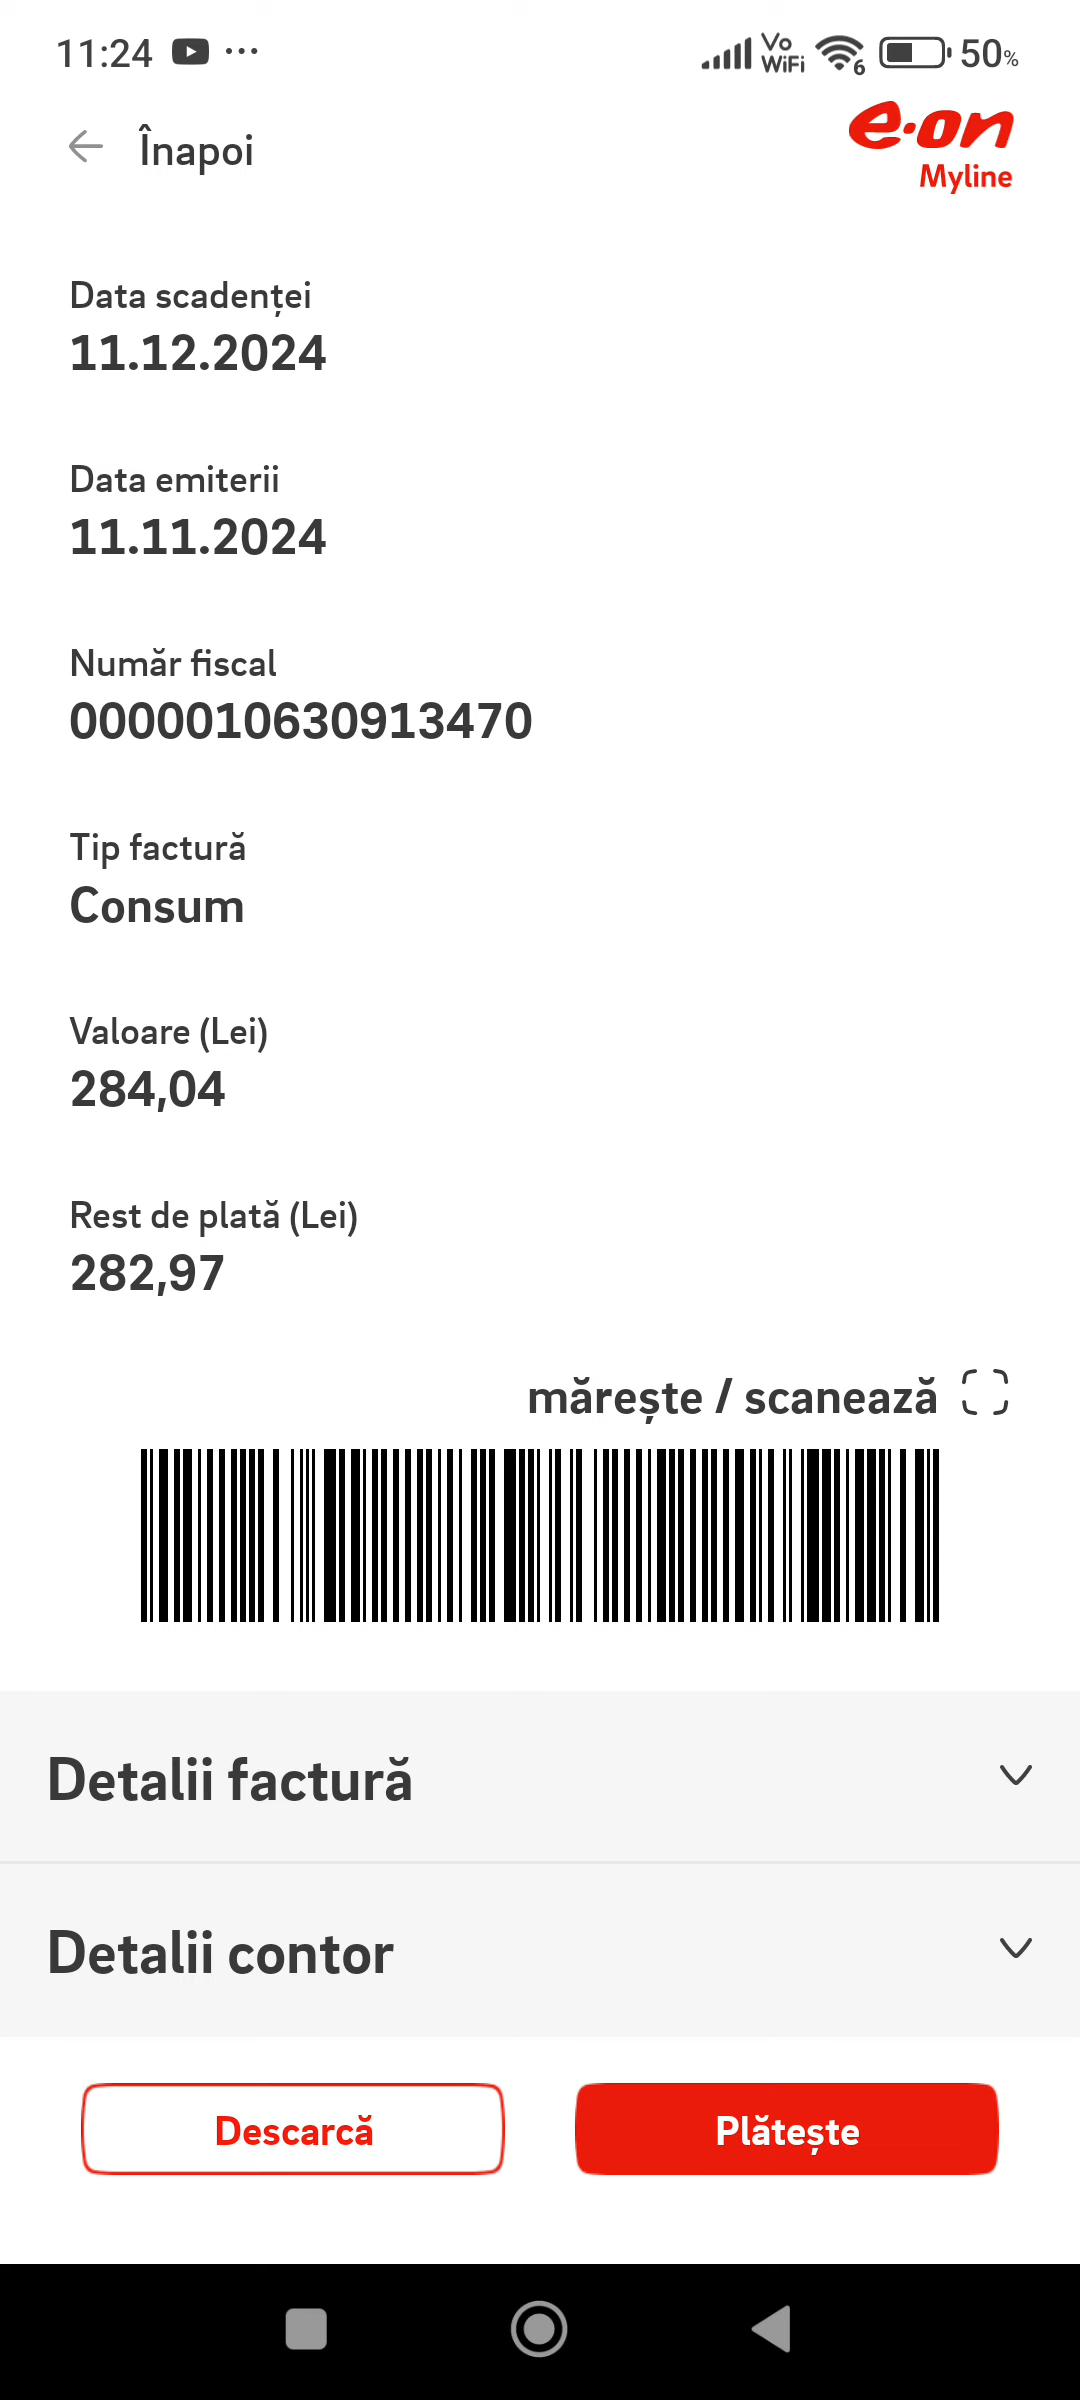 11:24
Vo
WiFi
6
50%
Înapoi
e·on
Myline
Data scadenței
11.12.2024
Data emiterii
11.11.2024
Număr fiscal
0000010630913470
Tip factură
Consum
Valoare (Lei)
284,04
Rest de plată (Lei)
282,97
mărește / scanează
Detalii factură
Detalii contor
Descarcă
Plătește